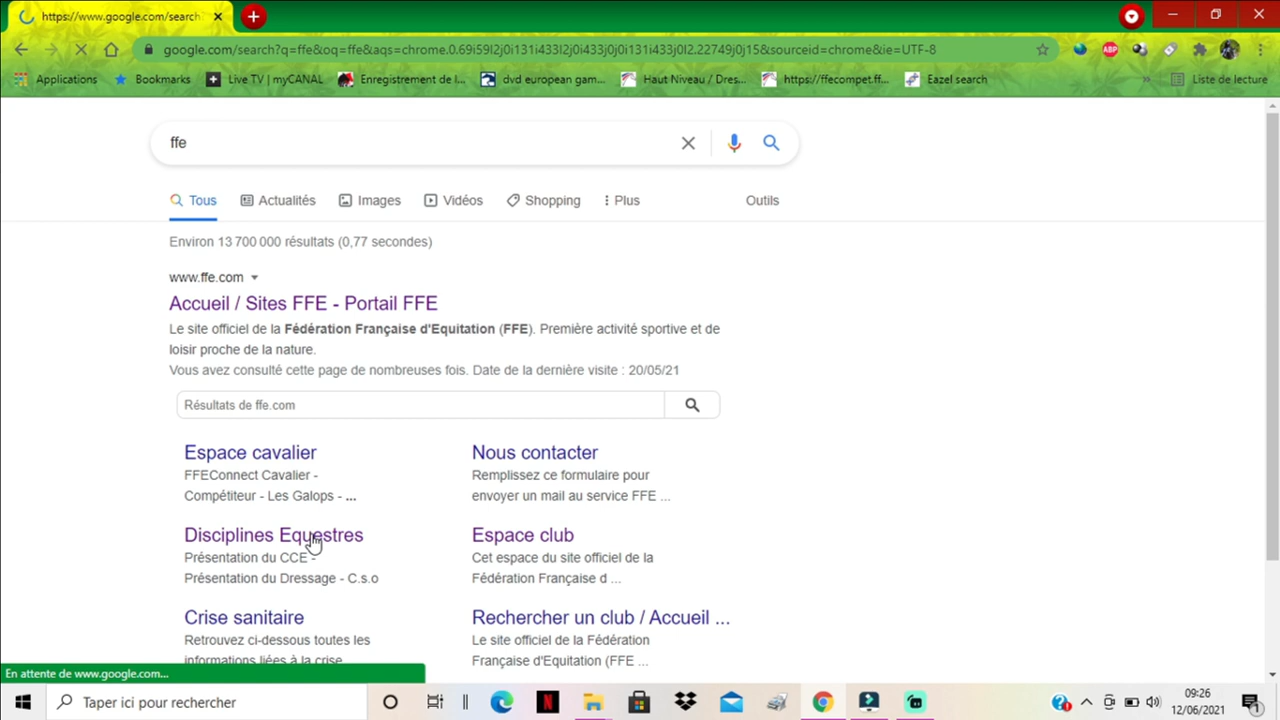 https://www.google.com/search
google.com/search?q=ffe&oq=ffe&aqs=chrome.0.69i59l2j0i131i433l2j0i433j0j0i131i433j0l2.22749j0j15&sourceid=chrome&ie=UTF-8
ABP
Applications Bookmarks Live TV | myCANAL Enregistrement de l... dvd european gam... Haut Niveau / Dres... https://ffecompet.ff... Eazel search » Liste de lecture
ffe
Tous Actualités Images Vidéos Shopping Plus Outils
Environ 13 700 000 résultats (0,77 secondes)
www.ffe.com
Accueil / Sites FFE - Portail FFE
Le site officiel de la Fédération Française d'Equitation (FFE). Première activité sportive et de
loisir proche de la nature.
Vous avez consulté cette page de nombreuses fois. Date de la dernière visite : 20/05/21
Résultats de ffe.com
Espace cavalier
FFEConnect Cavalier -
Compétiteur - Les Galops - ...
Nous contacter
Remplissez ce formulaire pour
envoyer un mail au service FFE ...
Disciplines Equestres
Présentation du CCE -
Présentation du Dressage - C.s.o
Espace club
Cet espace du site officiel de la
Fédération Française d ...
Crise sanitaire
Retrouvez ci-dessous toutes les
informations liées à la crise
Rechercher un club / Accueil ...
Le site officiel de la Fédération
Française d'Equitation (FFE ...
En attente de www.google.com...
Taper ici pour rechercher
09:26
12/06/2021
1